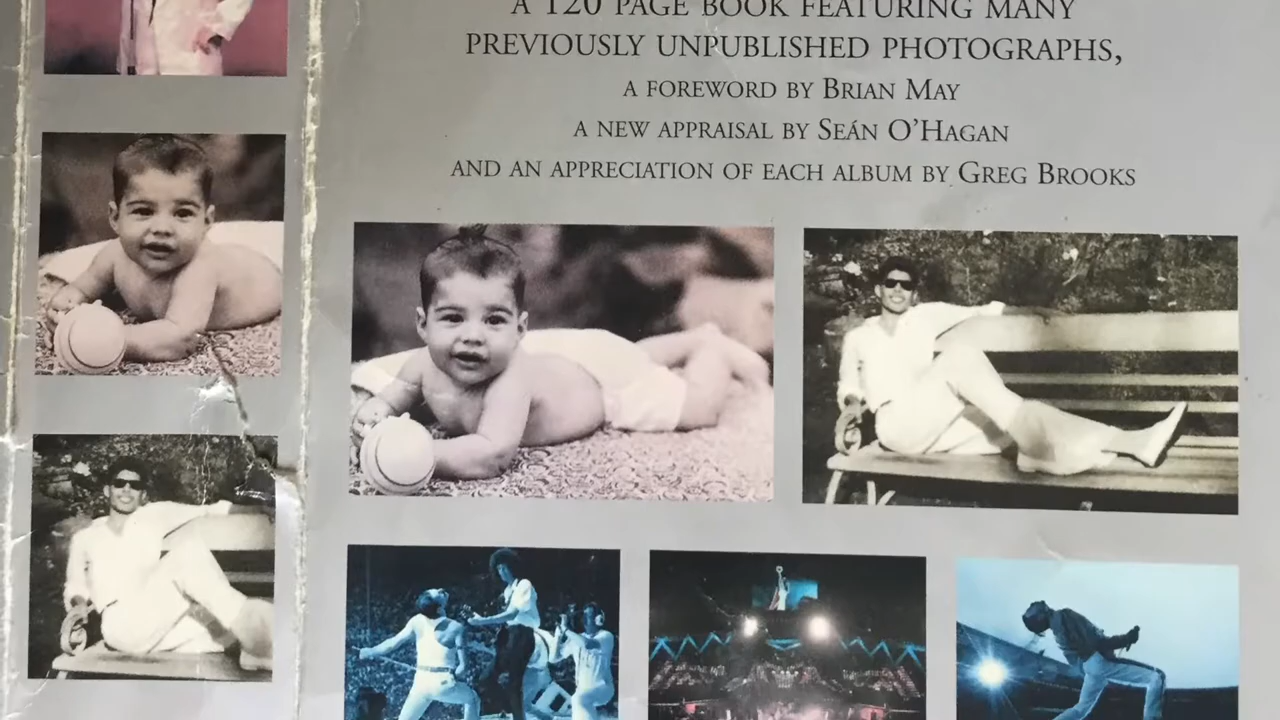 A 120 PAGE BOOK FEATURING MANY
PREVIOUSLY UNPUBLISHED PHOTOGRAPHS,
A FOREWORD BY BRIAN MAY
A NEW APPRAISAL BY SEÁN O'HAGAN
AND AN APPRECIATION OF EACH ALBUM BY GREG BROOKS